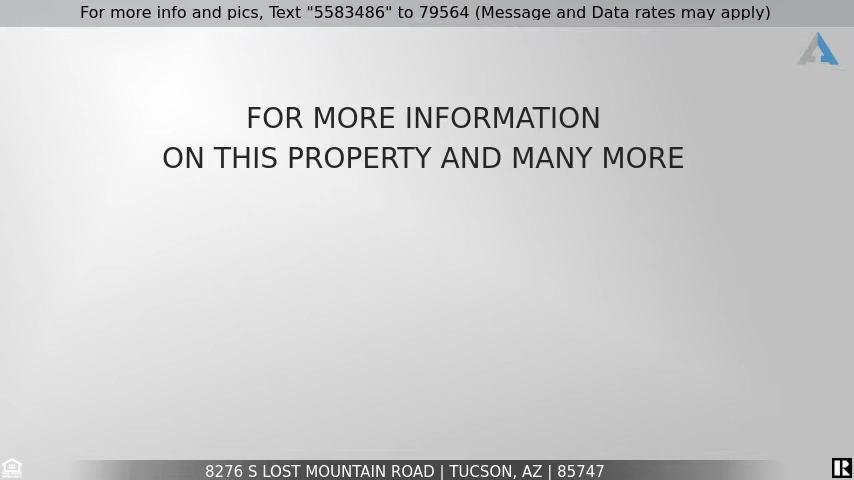 For more info and pics, Text "5583486" to 79564 (Message and Data rates may apply)
FOR MORE INFORMATION
ON THIS PROPERTY AND MANY MORE
8276 S LOST MOUNTAIN ROAD | TUCSON, AZ | 85747